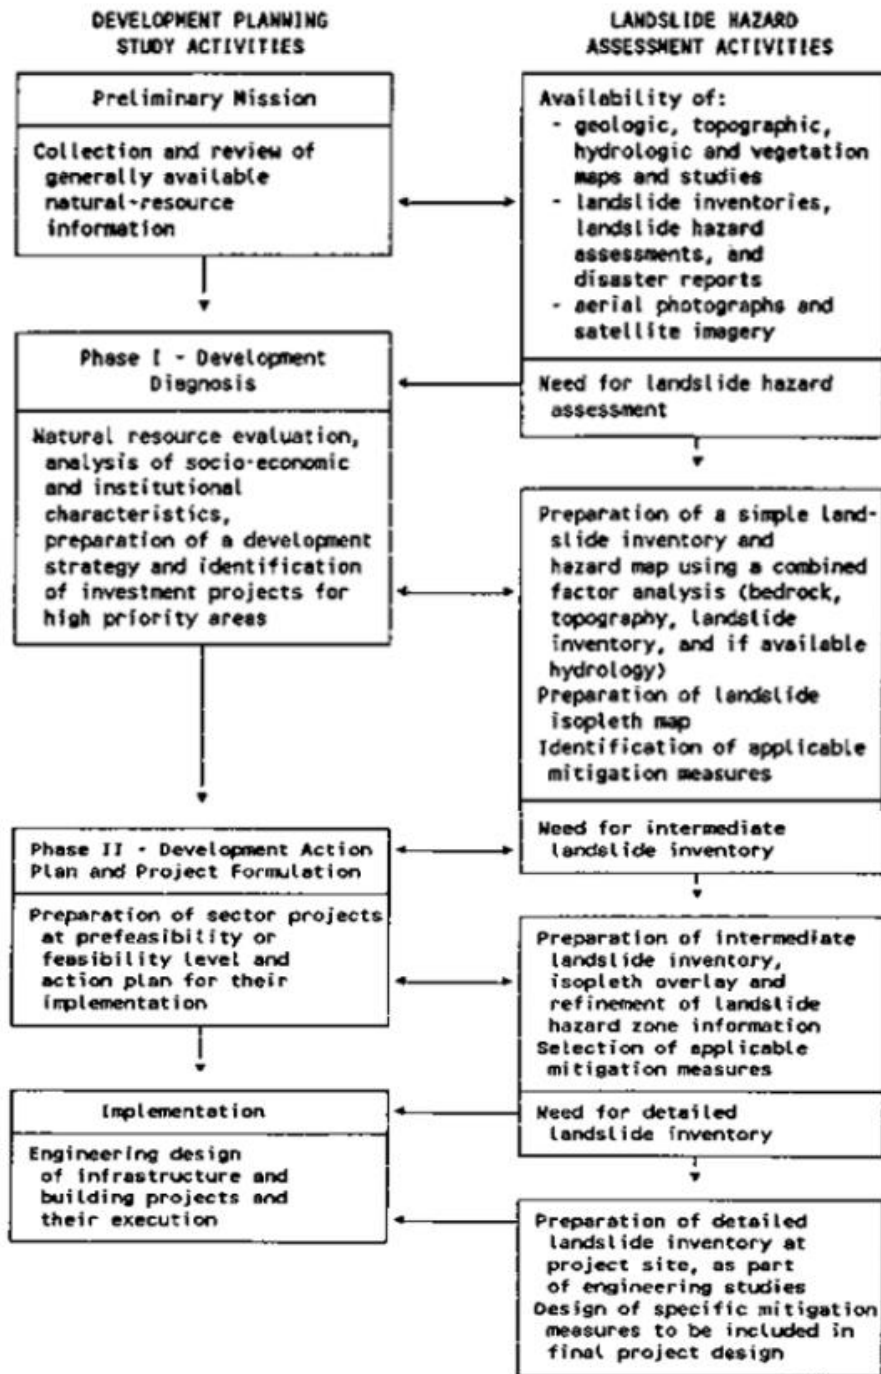 DEVELOPMENT PLANNING
STUDY ACTIVITIES
Preliminary Mission
Collection and review of
generally available
natural-resource
information
Phase I - Development
Diagnosis
Natural resource evaluation,
analysis of socio-economic
and institutional
characteristics,
preparation of a development
strategy and identification
of investment projects for
high priority areas
Phase II - Development Action
Plan and Project Formulation
Preparation of sector projects
at prefeasibility or
feasibility level and
action plan for their
implementation
Implementation
Engineering design
of infrastructure and
building projects and
their execution
LANDSLIDE HAZARD
ASSESSMENT ACTIVITIES
Availability of:
- geologic, topographic,
hydrologic and vegetation
maps and studies
- landslide inventories,
landslide hazard
assessments, and
disaster reports
- aerial photographs and
satellite imagery
Need for landslide hazard
assessment
Preparation of a simple land-
slide inventory and
hazard map using a combined
factor analysis (bedrock,
topography, landslide
inventory, and if available
hydrology)
Preparation of landslide
isopleth map
Identification of applicable
mitigation measures
Need for intermediate
landslide inventory
Preparation of intermediate
landslide inventory,
isopleth overlay and
refinement of landslide
hazard zone information
Selection of applicable
mitigation measures
Need for detailed
landslide inventory
Preparation of detailed
landslide inventory at
project site, as part
of engineering studies
Design of specific mitigation
measures to be included in
final project design